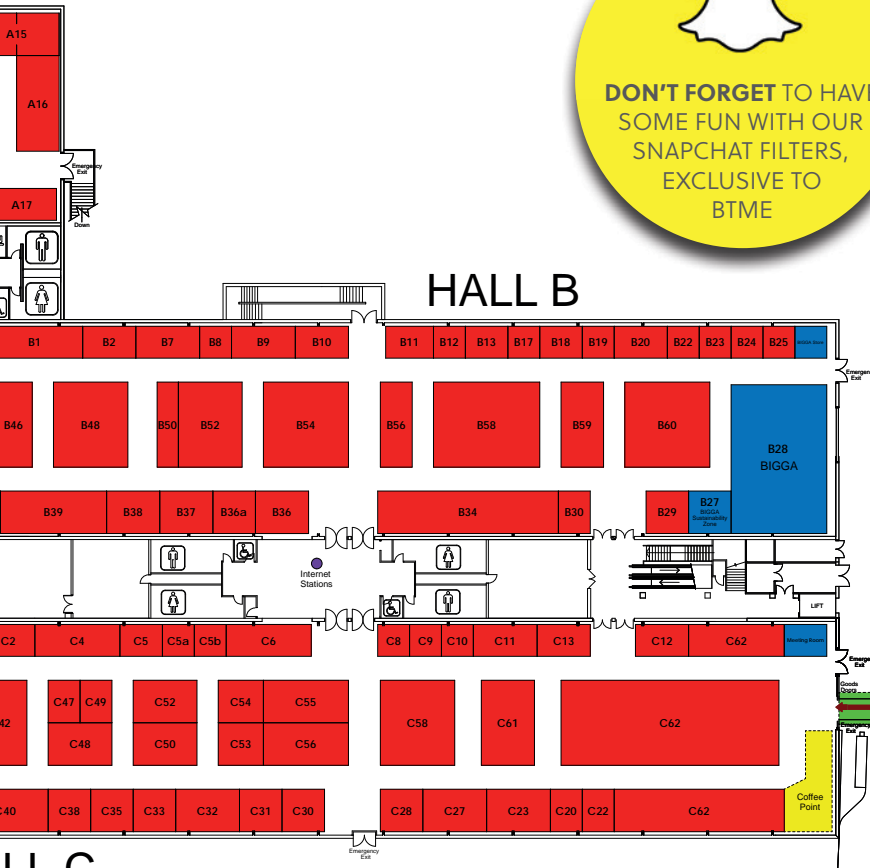 A15
A16
Emergency
Exit
A17
Down
DON'T FORGET TO HAVE
SOME FUN WITH OUR
SNAPCHAT FILTERS,
EXCLUSIVE TO
BTME
HALL B
B1 B2 B7 B8 B9 B10 B11 B12 B13 B17 B18 B19 B20 B22 B23 B24 B25
B46 B48 B50 B52 B54 B56 B58 B59 B60
B28
BIGGA
B39 B38 B37 B36a B36 B34 B30 B29 B27
BIGGA
Sustainability
Zone
Internet
Stations
LIFT
C2 C4 C5 C5a C5b C6 C8 C9 C10 C11 C13 C12 C62 Meeting Room
Emerge
Exit
Goods
Doors
Emergency
Exit
42 C47 C49 C52 C54 C55 C58 C61 C62
C48 C50 C53 C56
C40 C38 C35 C33 C32 C31 C30 C28 C27 C23 C20 C22 C62
Coffee
Point
Emergency
Exit